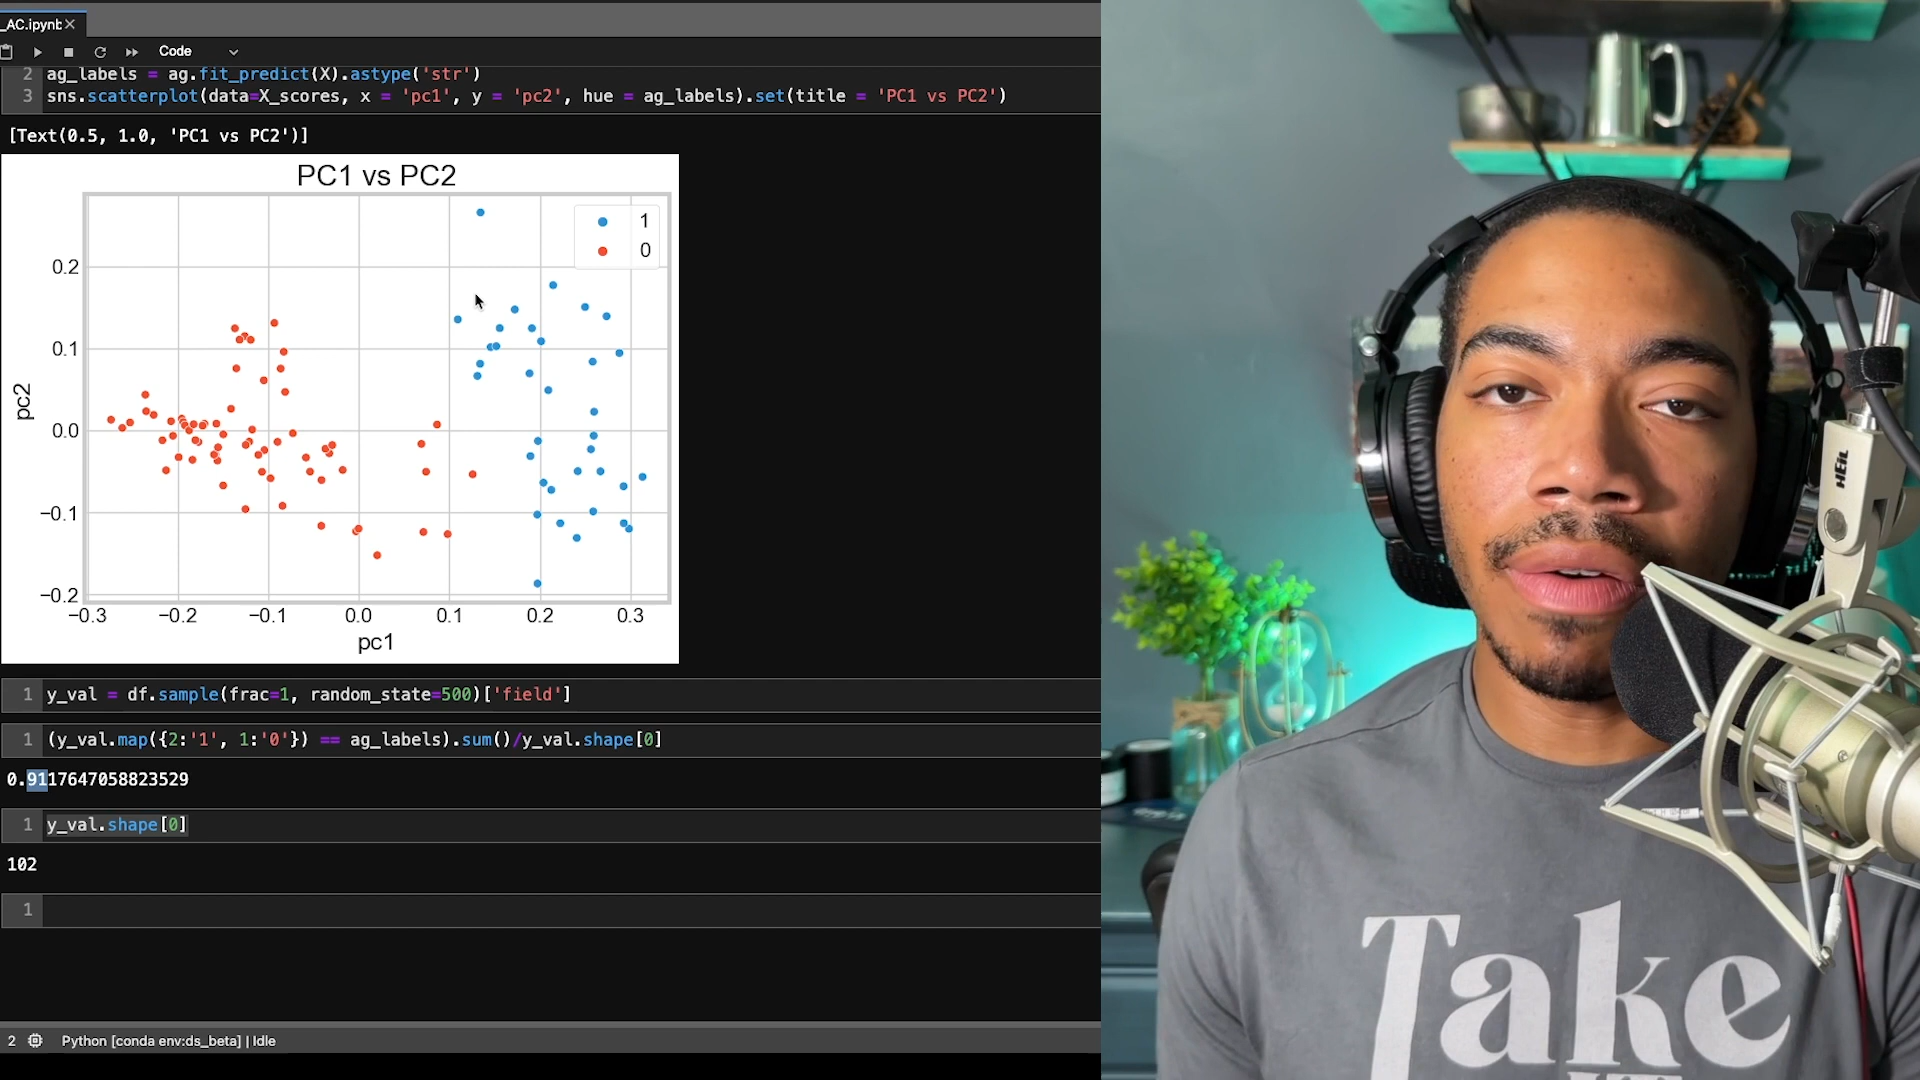 _AC.ipynb
Code
2 ag_labels = ag.fit_predict(X).astype('str')
3 sns.scatterplot(data=X_scores, x = 'pc1', y = 'pc2', hue = ag_labels).set(title = 'PC1 vs PC2')
[Text(0.5, 1.0, 'PC1 vs PC2')]
PC1 vs PC2
1
0
0.2
0.1
0.0
−0.1
−0.2
pc2
−0.3 −0.2 −0.1 0.0 0.1 0.2 0.3
pc1
1 y_val = df.sample(frac=1, random_state=500)['field']
1 (y_val.map({2:'1', 1:'0'}) == ag_labels).sum()/y_val.shape[0]
0.9117647058823529
1 y_val.shape[0]
102
1
2 Python [conda env:ds_beta] | Idle
HEiL
Take